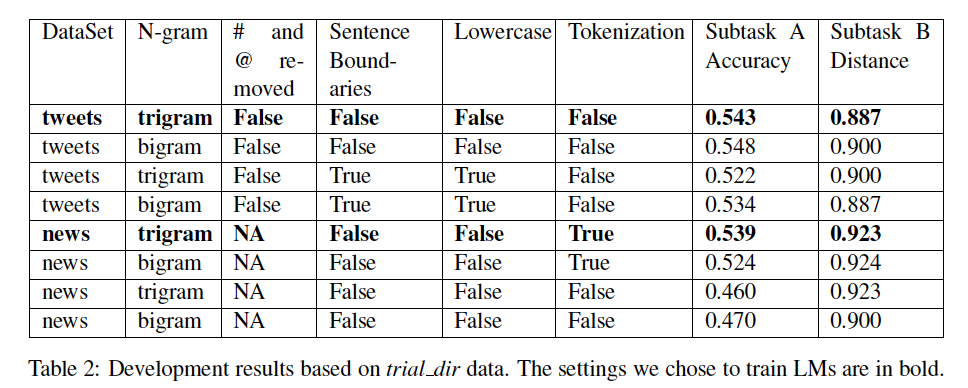 DataSet N-gram # and @ re-moved Sentence Bound-aries Lowercase Tokenization Subtask A Accuracy Subtask B Distance
tweets trigram False False False False 0.543 0.887
tweets bigram False False False False 0.548 0.900
tweets trigram False True True False 0.522 0.900
tweets bigram False True True False 0.534 0.887
news trigram NA False False True 0.539 0.923
news bigram NA False False True 0.524 0.924
news trigram NA False False False 0.460 0.923
news bigram NA False False False 0.470 0.900
Table 2: Development results based on trial_dir data. The settings we chose to train LMs are in bold.